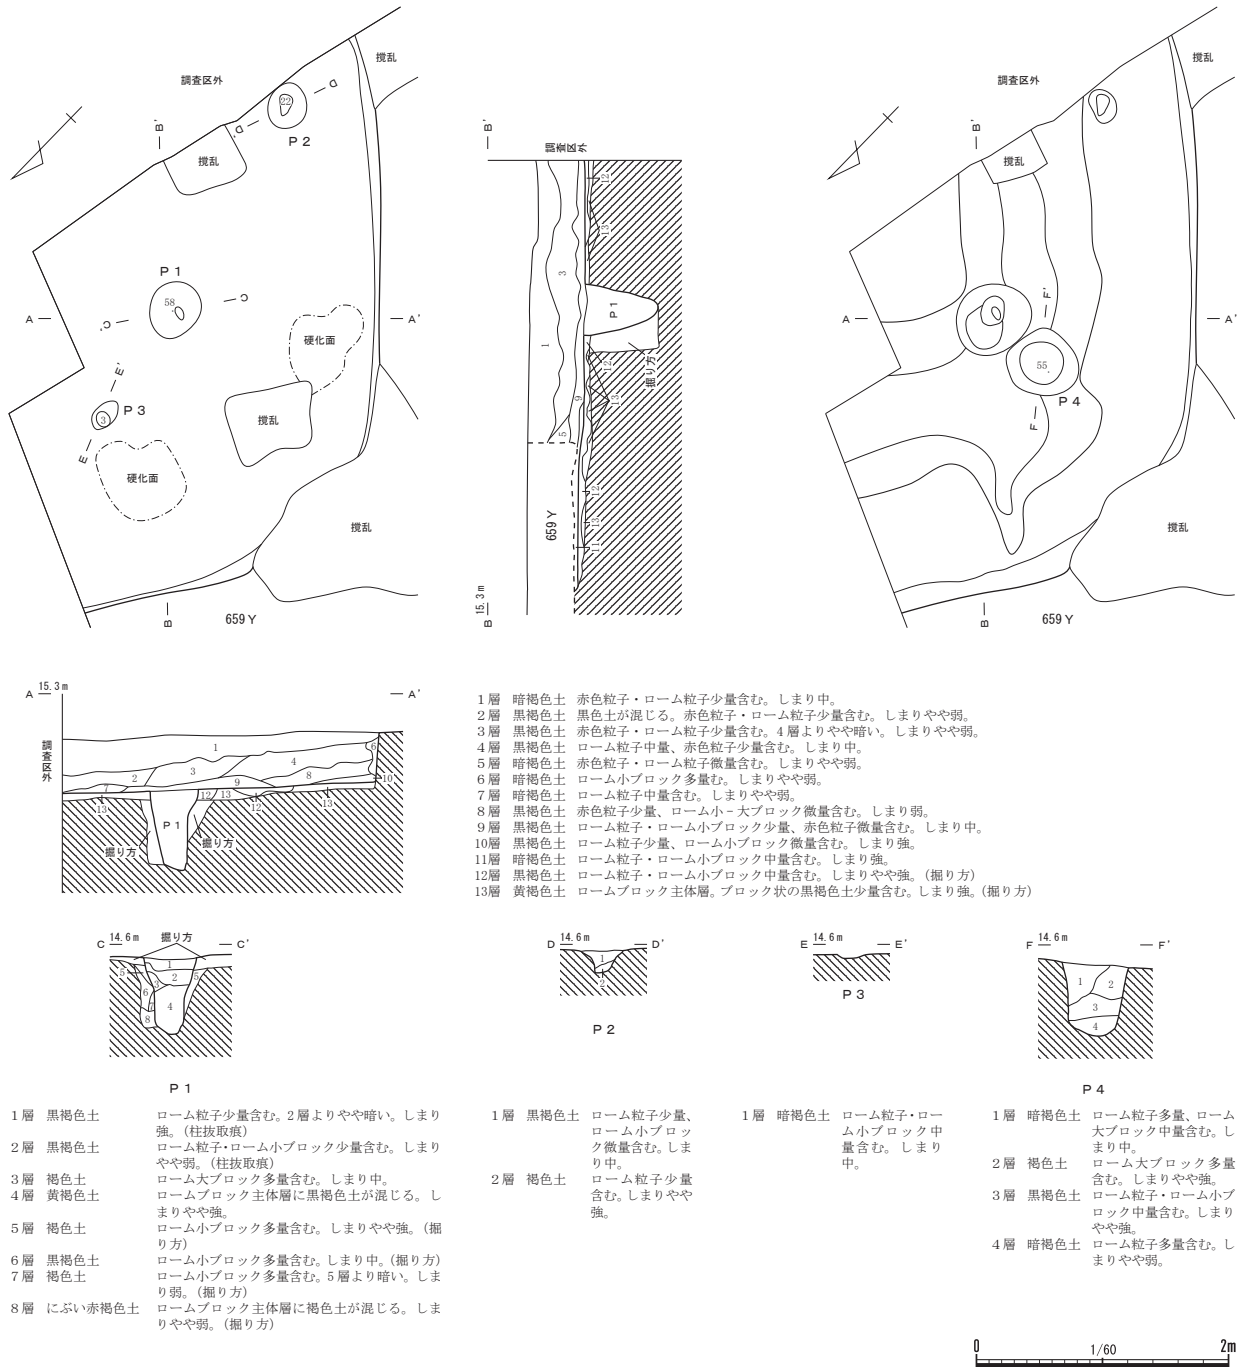 調査区外
撹乱
D
22
D'
P 2
B'
撹乱
P 1
58
C
C'
A
A'
硬化面
E'
P 3
3
E
撹乱
硬化面
撹乱
B
659 Y
B'
調査区外
12
13
3
P 1
1
12
掘り方
13
9
5
12
659 Y
13
11
15.3m
B
調査区外
撹乱
B'
撹乱
F'
A
A'
55
P 4
F
撹乱
B
659 Y
A 15.3m A'
調査区外
1
6
2
3
4
7
9
8
10
12
13
13
12
13
P 1
掘り方
掘り方
1層 暗褐色土 赤色粒子・ローム粒子少量含む。しまり中。
2層 黒褐色土 黒色土が混じる。赤色粒子・ローム粒子少量含む。しまりやや弱。
3層 黒褐色土 赤色粒子・ローム粒子少量含む。4層よりやや暗い。しまりやや弱。
4層 黒褐色土 ローム粒子中量、赤色粒子少量含む。しまり中。
5層 暗褐色土 赤色粒子・ローム粒子微量含む。しまりやや弱。
6層 暗褐色土 ローム小ブロック多量む。しまりやや弱。
7層 暗褐色土 ローム粒子中量含む。しまりやや弱。
8層 黒褐色土 赤色粒子少量、ローム小-大ブロック微量含む。しまり弱。
9層 黒褐色土 ローム粒子・ローム小ブロック少量、赤色粒子微量含む。しまり中。
10層 黒褐色土 ローム粒子少量、ローム小ブロック微量含む。しまり強。
11層 暗褐色土 ローム粒子・ローム小ブロック中量含む。しまり強。
12層 黒褐色土 ローム粒子・ローム小ブロック中量含む。しまりやや強。(掘り方)
13層 黄褐色土 ロームブロック主体層。ブロック状の黒褐色土少量含む。しまり強。(掘り方)
C 14.6m 掘り方 C'
1
5
2
5
3
6
4
7
8
P 1
D 14.6m D'
1
2
P 2
E 14.6m E'
P 3
F 14.6m F'
1
2
3
4
P 4
1層 黒褐色土 ローム粒子少量含む。2層よりやや暗い。しまり
強。(柱抜取痕)
2層 黒褐色土 ローム粒子・ローム小ブロック少量含む。しまり
やや弱。(柱抜取痕)
3層 褐色土 ローム大ブロック多量含む。しまり中。
4層 黄褐色土 ロームブロック主体層に黒褐色土が混じる。し
まりやや強。
5層 褐色土 ローム小ブロック多量含む。しまりやや強。(掘
り方)
6層 黒褐色土 ローム小ブロック多量含む。しまり中。(掘り方)
7層 褐色土 ローム小ブロック多量含む。5層より暗い。しま
り弱。(掘り方)
8層 にぶい赤褐色土 ロームブロック主体層に褐色土が混じる。しま
りやや弱。(掘り方)
1層 黒褐色土 ローム粒子少量、
ローム小ブロッ
ク微量含む。しま
り中。
2層 褐色土 ローム粒子少量
含む。しまりやや
強。
1層 暗褐色土 ローム粒子・ロー
ム小ブロック中
量含む。しまり
中。
1層 暗褐色土 ローム粒子多量、ローム
大ブロック中量含む。し
まり中。
2層 褐色土 ローム大ブロック多量
含む。しまりやや強。
3層 黒褐色土 ローム粒子・ローム小ブ
ロック中量含む。しまり
やや強。
4層 暗褐色土 ローム粒子多量含む。し
まりやや弱。
0 1/60 2m